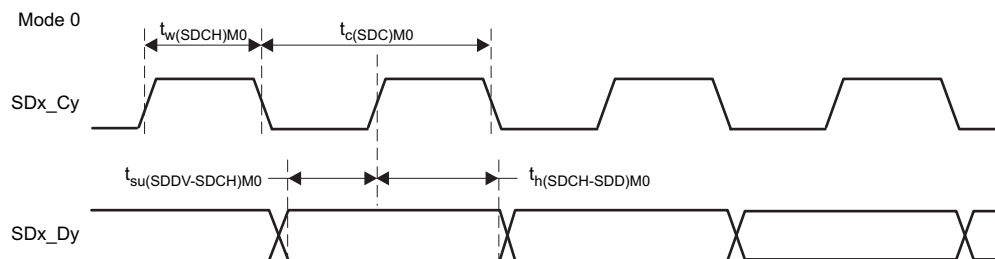 Mode 0
tw(SDCH)M0
tc(SDC)M0
SDx_Cy
tsu(SDDV-SDCH)M0
th(SDCH-SDD)M0
SDx_Dy